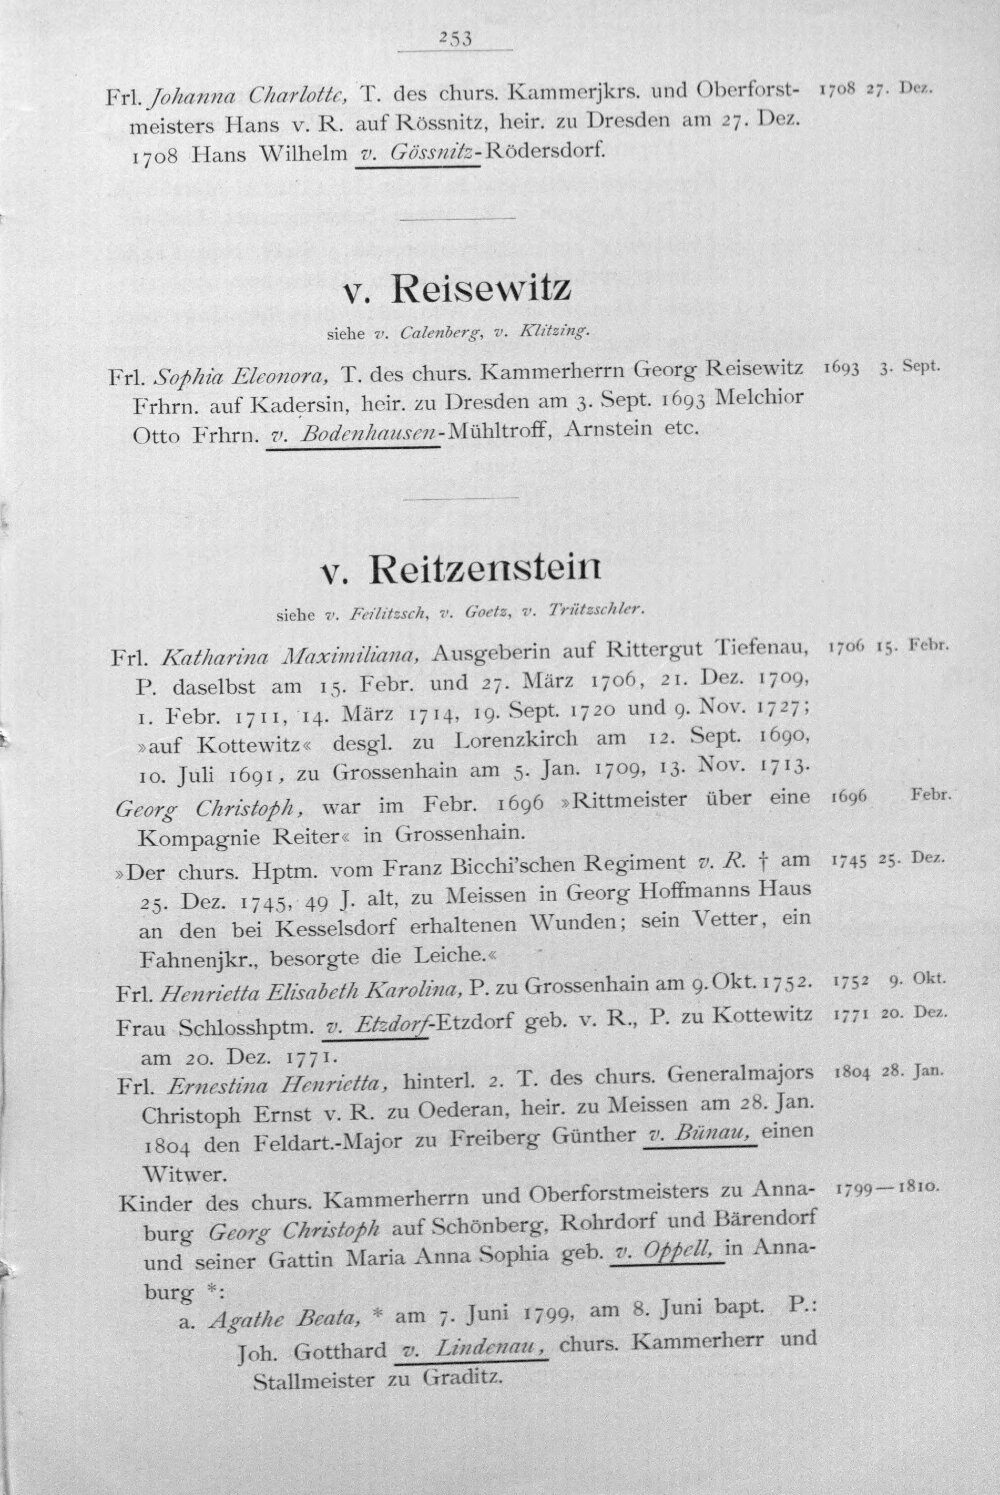 253
Frl. Johanna Charlotte, T. des churs. Kammerjkrs. und Oberforst- 1708 27. Dez.
meisters Hans v. R. auf Rössnitz, heir. zu Dresden am 27. Dez.
1708 Hans Wilhelm v. Gössnitz-Rödersdorf.
v. Reisewitz
siehe v. Calenberg, v. Klitzing.
Frl. Sophia Eleonora, T. des churs. Kammerherrn Georg Reisewitz 1693 3. Sept.
Frhrn. auf Kadersin, heir. zu Dresden am 3. Sept. 1693 Melchior
Otto Frhrn. v. Bodenhausen-Mühltroff, Arnstein etc.
v. Reitzenstein
siehe v. Feilitzsch, v. Goetz, v. Trützschler.
Frl. Katharina Maximiliana, Ausgeberin auf Rittergut Tiefenau, 1706 15. Febr.
P. daselbst am 15. Febr. und 27. März 1706, 21. Dez. 1709,
1. Febr. 1711, 14. März 1714, 19. Sept. 1720 und 9. Nov. 1727;
»auf Kottewitz« desgl. zu Lorenzkirch am 12. Sept. 1690,
10. Juli 1691, zu Grossenhain am 5. Jan. 1709, 13. Nov. 1713.
Georg Christoph, war im Febr. 1696 »Rittmeister über eine 1696 Febr.
Kompagnie Reiter« in Grossenhain.
»Der churs. Hptm. vom Franz Bicchi'schen Regiment v. R. † am 1745 25. Dez.
25. Dez. 1745, 49 J. alt, zu Meissen in Georg Hoffmanns Haus
an den bei Kesselsdorf erhaltenen Wunden; sein Vetter, ein
Fahnenjkr., besorgte die Leiche.«
Frl. Henrietta Elisabeth Karolina, P. zu Grossenhain am 9. Okt. 1752. 1752 9. Okt.
Frau Schlosshptm. v. Etzdorf-Etzdorf geb. v. R., P. zu Kottewitz 1771 20. Dez.
am 20. Dez. 1771.
Frl. Ernestina Henrietta, hinterl. 2. T. des churs. Generalmajors 1804 28. Jan.
Christoph Ernst v. R. zu Oederan, heir. zu Meissen am 28. Jan.
1804 den Feldart.-Major zu Freiberg Günther v. Bünau, einen
Witwer.
Kinder des churs. Kammerherrn und Oberforstmeisters zu Anna- 1799—1810.
burg Georg Christoph auf Schönberg, Rohrdorf und Bärendorf
und seiner Gattin Maria Anna Sophia geb. v. Oppell, in Anna-
burg *:
a. Agathe Beata, * am 7. Juni 1799, am 8. Juni bapt. P.:
Joh. Gotthard v. Lindenau, churs. Kammerherr und
Stallmeister zu Graditz.